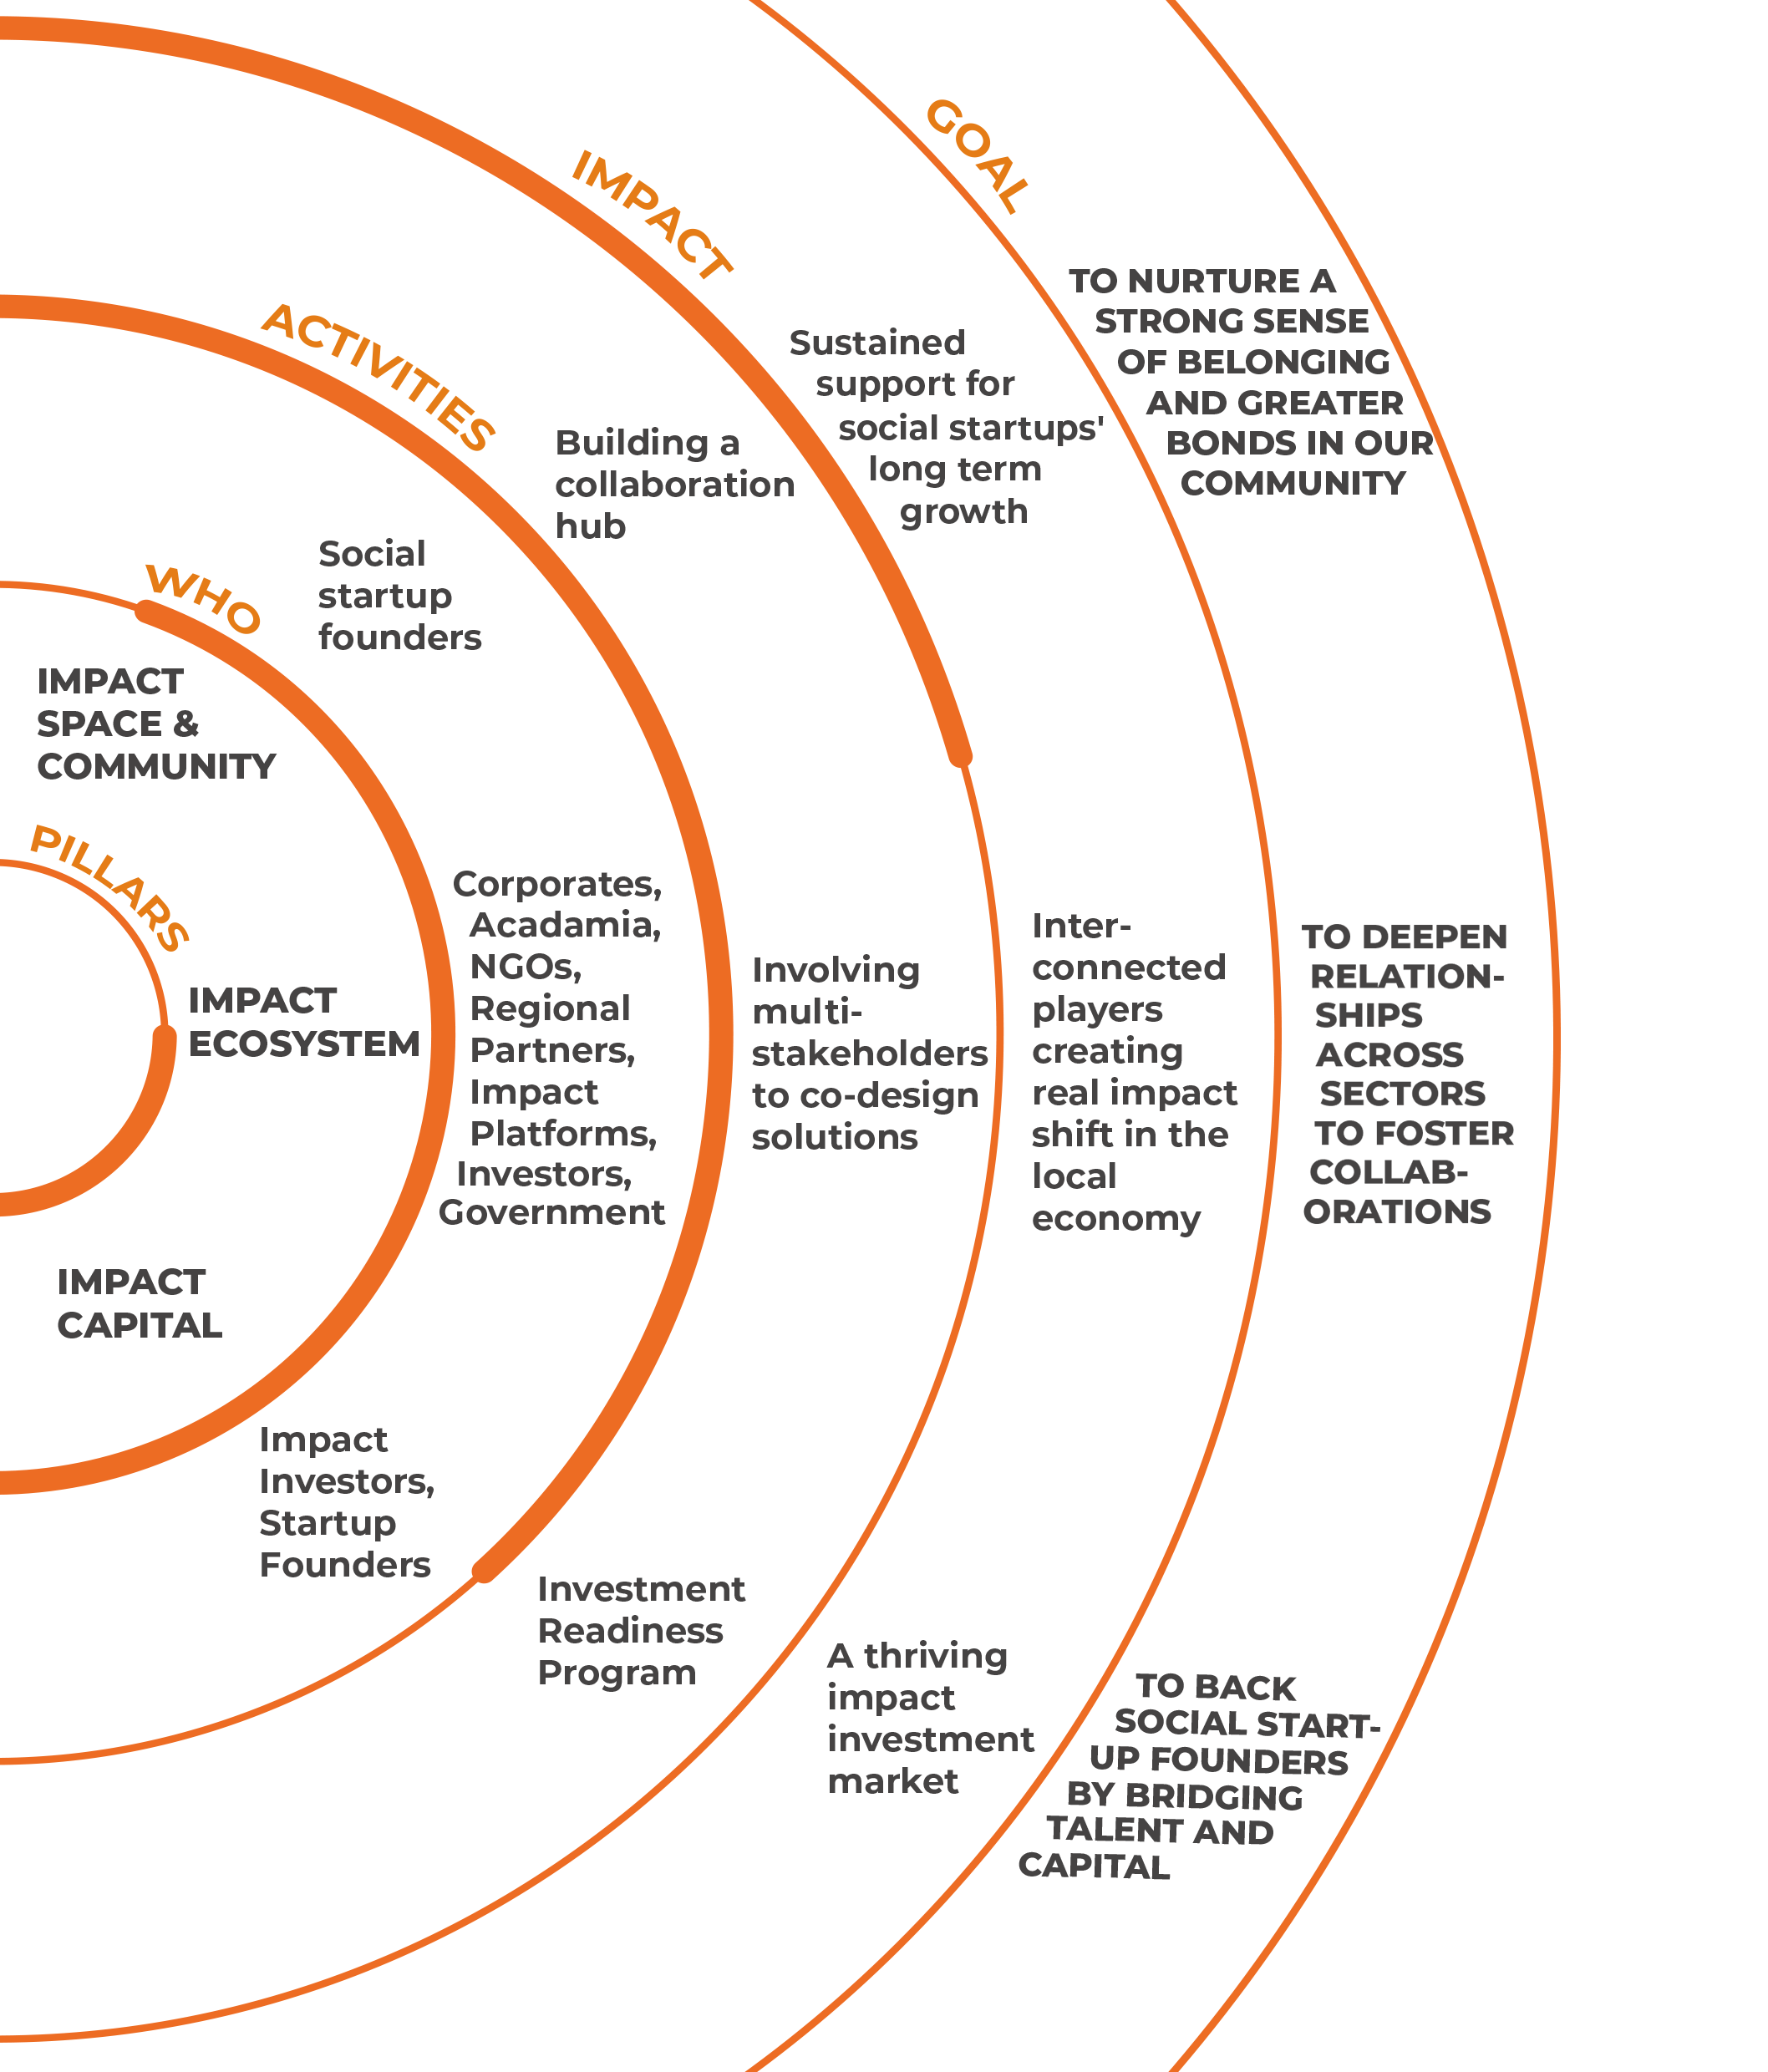 GOAL
IMPACT
ACTIVITIES
WHO
PILLARS
IMPACT
SPACE &
COMMUNITY
Social
startup
founders
Building a
collaboration
hub
Sustained
support for
social startups'
long term
growth
TO NURTURE A
STRONG SENSE
OF BELONGING
AND GREATER
BONDS IN OUR
COMMUNITY
IMPACT
ECOSYSTEM
Corporates,
Acadamia,
NGOs,
Regional
Partners,
Impact
Platforms,
Investors,
Government
Involving
multi-
stakeholders
to co-design
solutions
Inter-
connected
players
creating
real impact
shift in the
local
economy
TO DEEPEN
RELATION-
SHIPS
ACROSS
SECTORS
TO FOSTER
COLLAB-
ORATIONS
IMPACT
CAPITAL
Impact
Investors,
Startup
Founders
Investment
Readiness
Program
A thriving
impact
investment
market
TO BACK
SOCIAL START-
UP FOUNDERS
BY BRIDGING
TALENT AND
CAPITAL